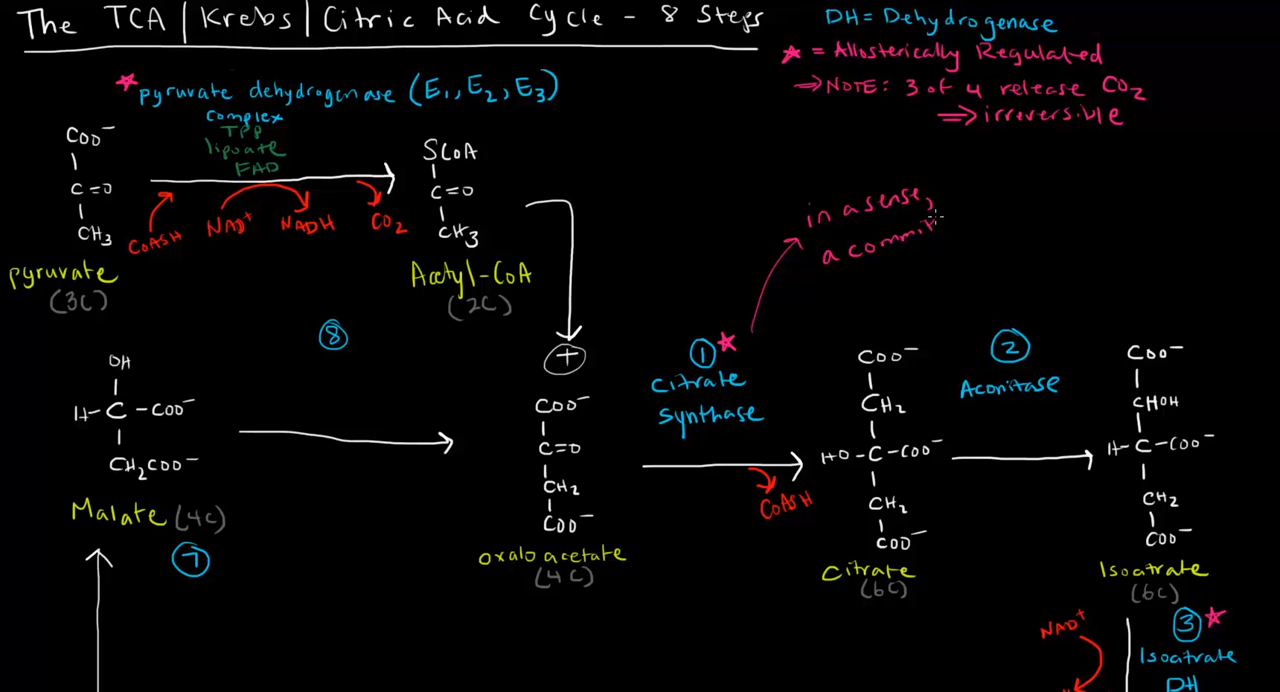 The TCA | Krebs | Citric Acid Cycle - 8 Steps
DH = Dehydrogenase
★ = Allosterically Regulated
⇒ NOTE: 3 of 4 release CO₂
⇒ irreversible
★ pyruvate dehydrogenase (E₁, E₂, E₃)
complex
TPP
lipoate
FAD
COO⁻
C=O
CH₃
CoASH
NAD⁺
NADH
CO₂
pyruvate
(3C)
SCoA
C=O
CH₃
Acetyl-CoA
(2C)
in a sense,
a commit
⑧
OH
H-C-COO⁻
CH₂COO⁻
Malate (4C)
⑦
+
COO⁻
C=O
CH₂
COO⁻
oxaloacetate
(4C)
① ★
Citrate
synthase
CoASH
COO⁻
CH₂
HO-C-COO⁻
CH₂
COO⁻
Citrate
(6C)
②
Aconitase
COO⁻
CHOH
H-C-COO⁻
CH₂
COO⁻
Isocitrate
(6C)
NAD⁺
③ ★
Isocitrate
DH